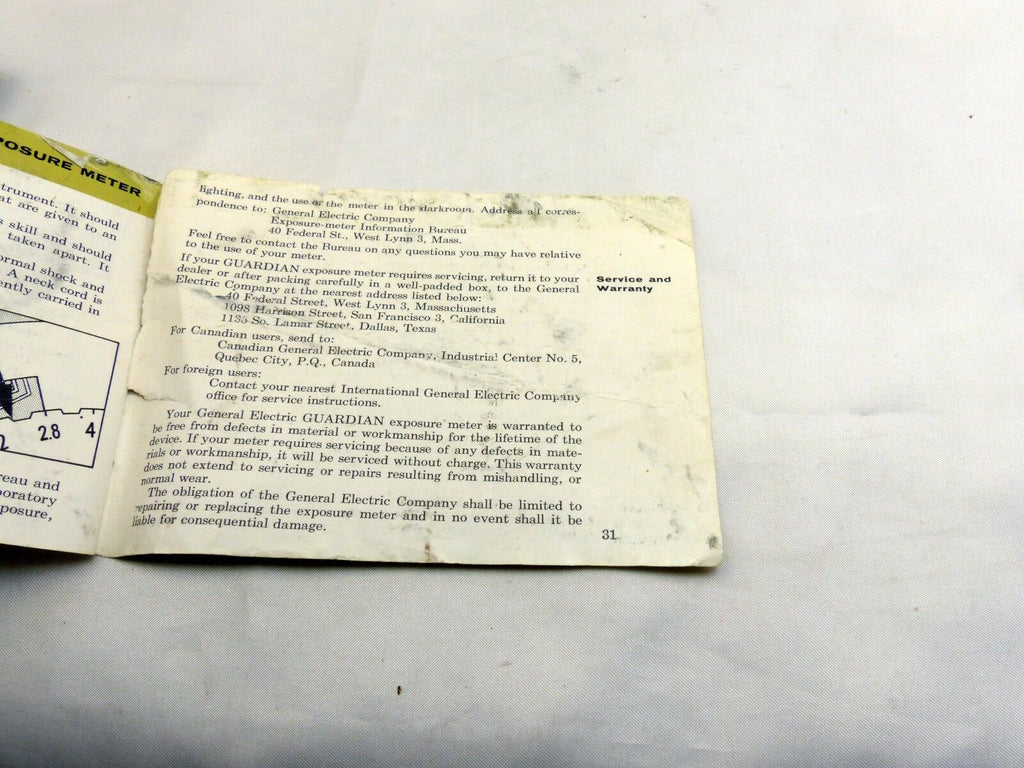 POSURE METER
trument. It should
at are given to an
s skill and should
taken apart. It
ormal shock and
A neck cord is
ently carried in
2 2.8 4
reau and
boratory
posure,
lighting, and the use of the meter in the darkroom. Address all corres-
pondence to: General Electric Company
Exposure-meter Information Bureau
40 Federal St., West Lynn 3, Mass.
Feel free to contact the Bureau on any questions you may have relative
to the use of your meter.
If your GUARDIAN exposure meter requires servicing, return it to your
dealer or after packing carefully in a well-padded box, to the General
Electric Company at the nearest address listed below:
40 Federal Street, West Lynn 3, Massachusetts
1098 Harrison Street, San Francisco 3, California
1135 So. Lamar Street, Dallas, Texas
For Canadian users, send to:
Canadian General Electric Company, Industrial Center No. 5,
Quebec City, P.Q., Canada
For foreign users:
Contact your nearest International General Electric Company
office for service instructions.
Your General Electric GUARDIAN exposure meter is warranted to
be free from defects in material or workmanship for the lifetime of the
device. If your meter requires servicing because of any defects in mate-
rials or workmanship, it will be serviced without charge. This warranty
does not extend to servicing or repairs resulting from mishandling, or
normal wear.
The obligation of the General Electric Company shall be limited to
repairing or replacing the exposure meter and in no event shall it be
liable for consequential damage.
Service and
Warranty
31